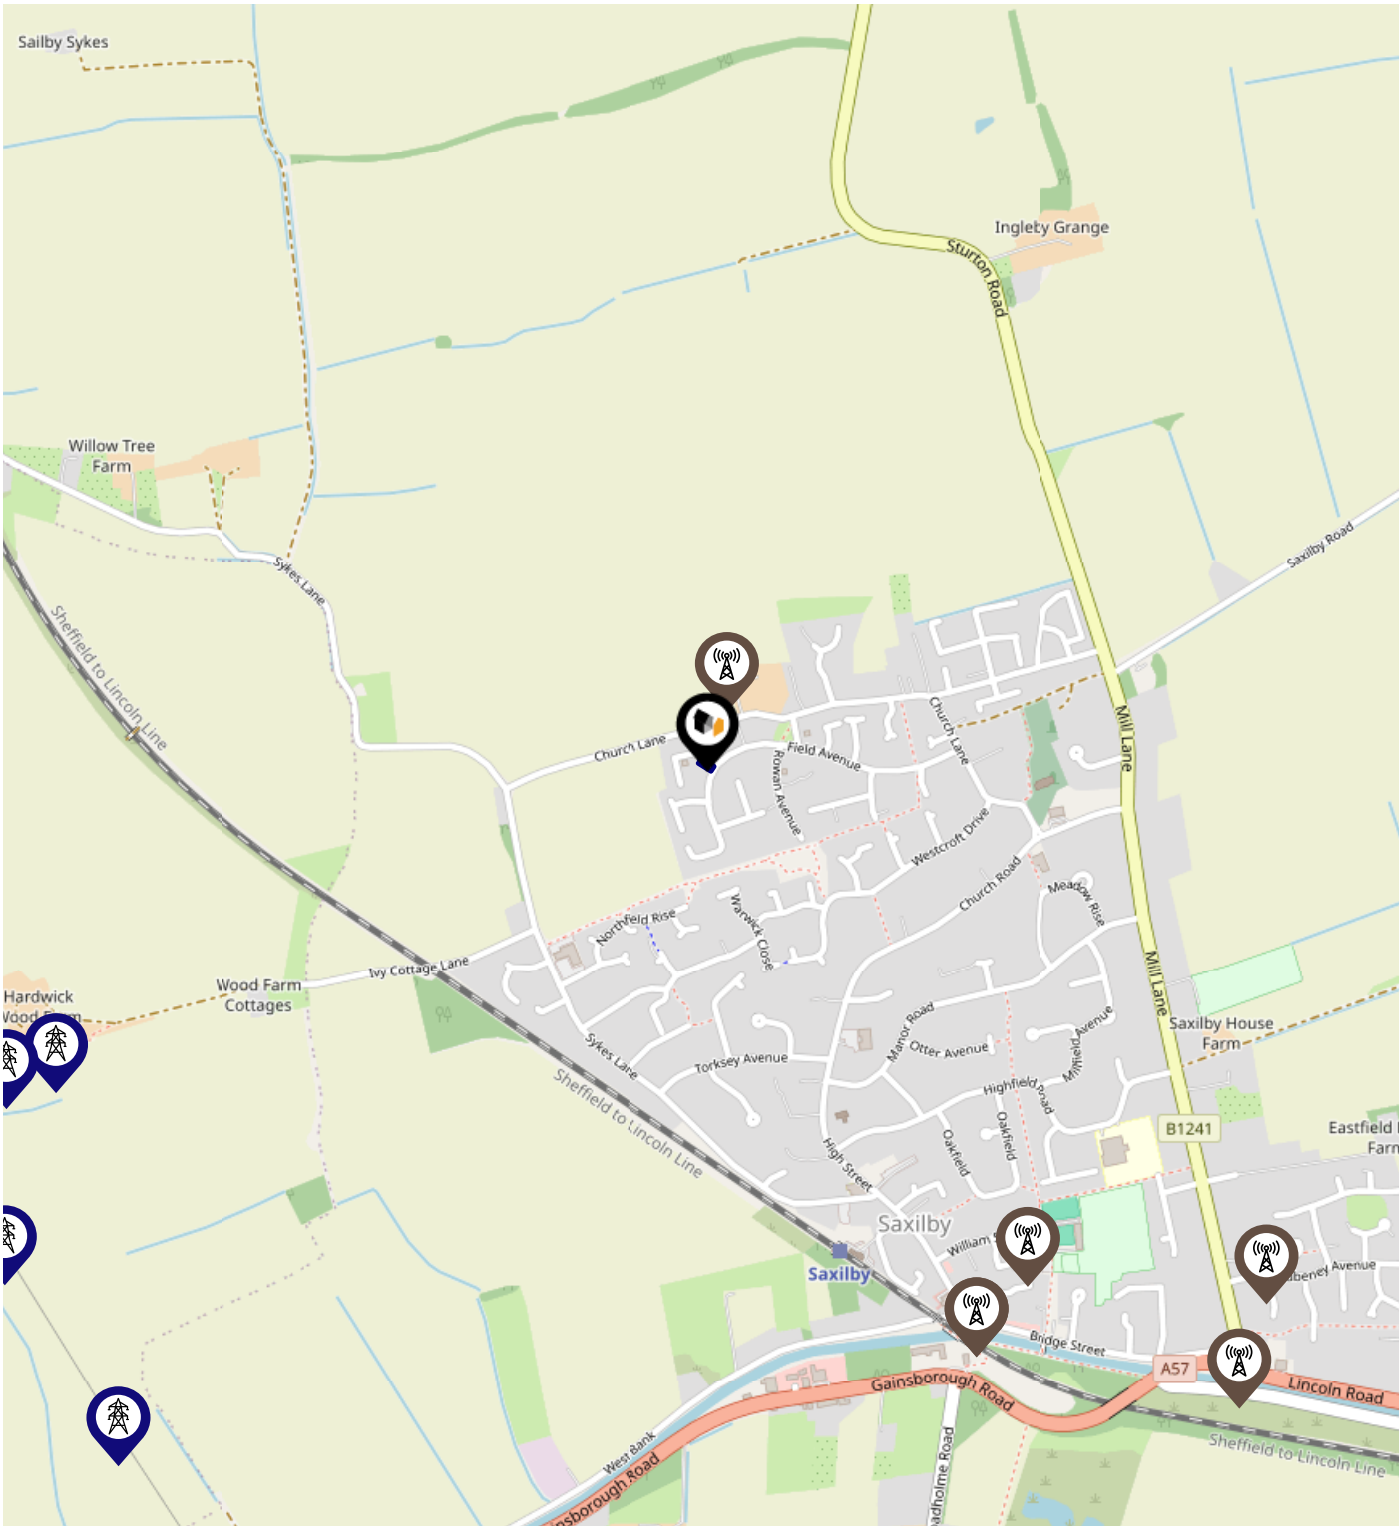 Sailby Sykes
Ingleby Grange
Sturton Road
Willow Tree
Farm
Saxilby Road
Sykes Lane
Sheffield to Lincoln Line
Church Lane
Church Lane
Mill Lane
Field Avenue
Rowan Avenue
Westcroft Drive
Church Road
Meadow Rise
Northfield Rise
Warwick Close
Ivy Cottage Lane
Wood Farm
Cottages
Hardwick
Wood Farm
Mill Lane
Saxilby House
Farm
Manor Road
Otter Avenue
Millfield Avenue
Sykes Lane
Torksey Avenue
Highfield Road
Sheffield to Lincoln Line
Oakfield
Oakfield
B1241
Eastfield
Farm
High Street
Saxilby
William
Saxilby
Avenue
Bridge Street
A57
Gainsborough Road
Lincoln Road
West Bank
Gainsborough Road
Sheffield to Lincoln Line